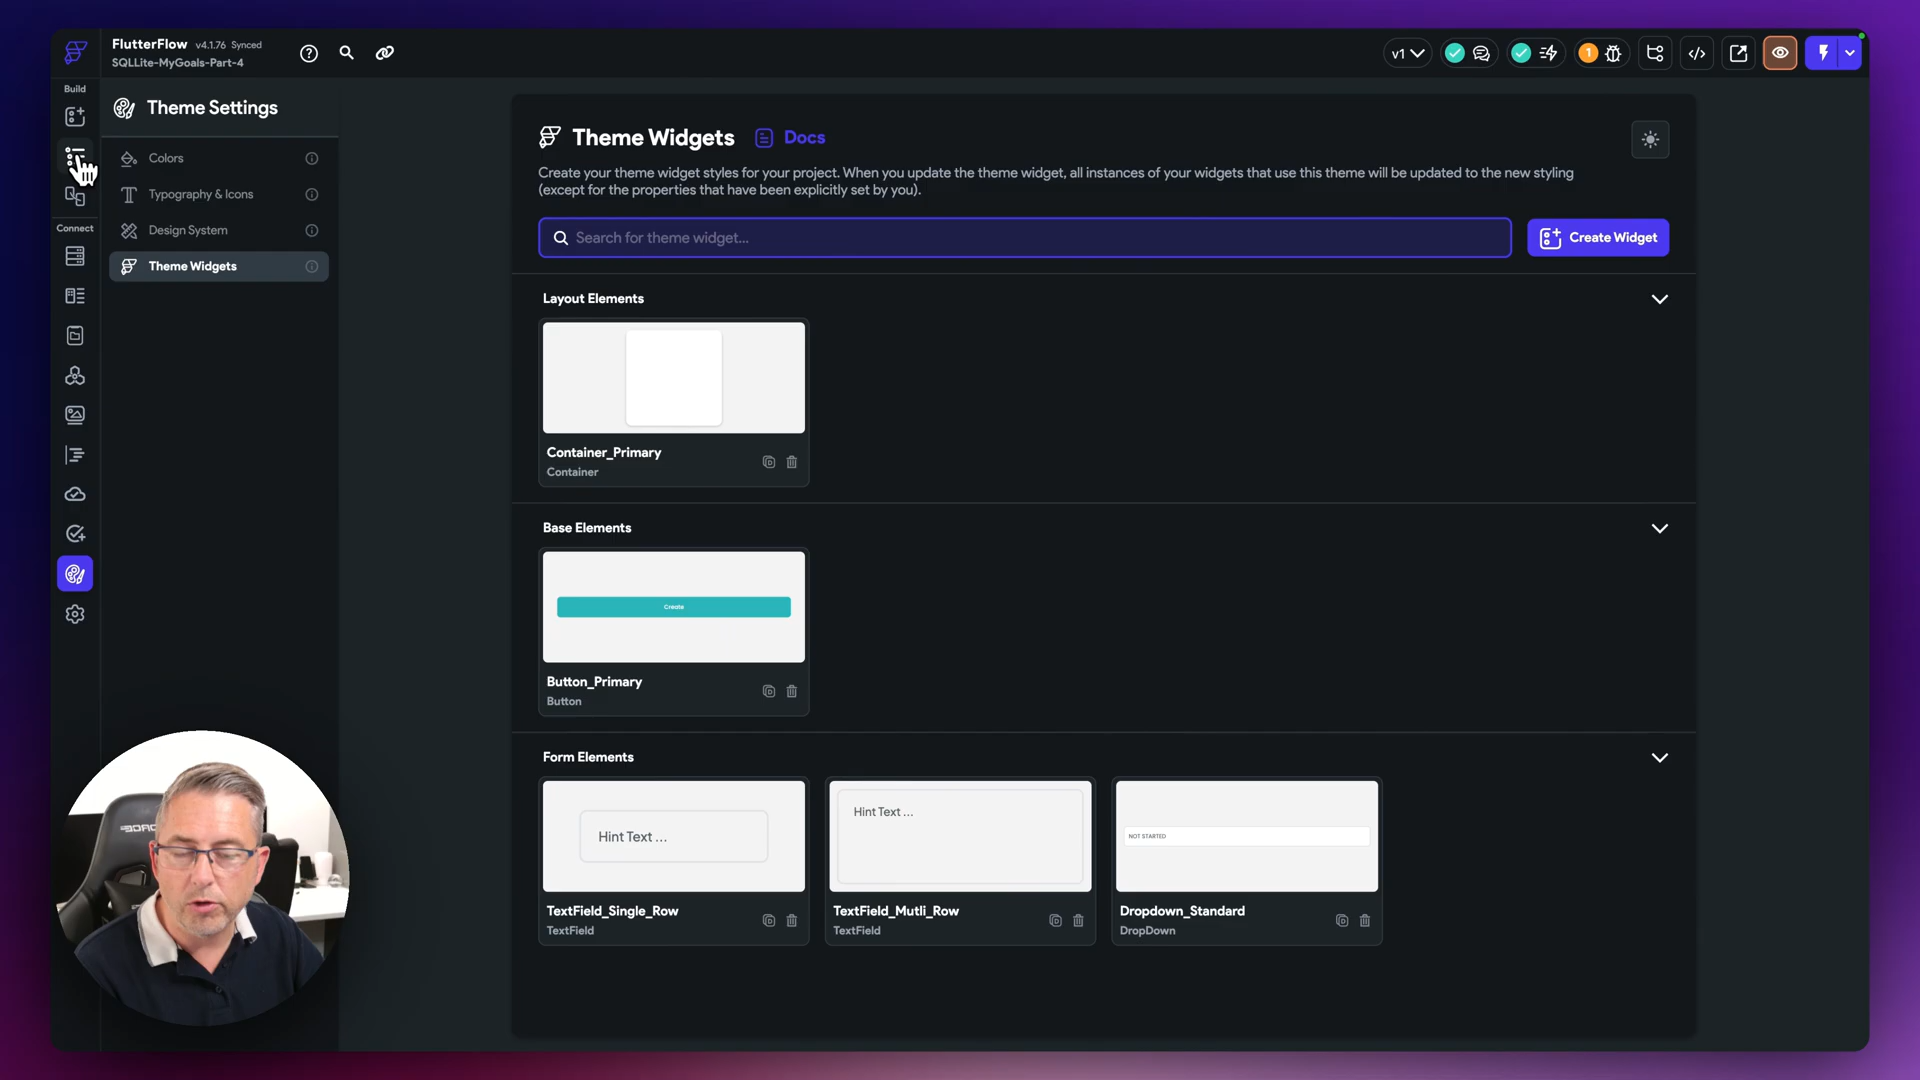 FlutterFlow v4.1.76 Synced
SQLLite-MyGoals-Part-4
v1
1
Build
Connect
Theme Settings
Colors
Typography & Icons
Design System
Theme Widgets
Theme Widgets Docs
Create your theme widget styles for your project. When you update the theme widget, all instances of your widgets that use this theme will be updated to the new styling
(except for the properties that have been explicitly set by you).
Search for theme widget...
Create Widget
Layout Elements
Container_Primary
Container
Base Elements
Create
Button_Primary
Button
Form Elements
Hint Text ...
TextField_Single_Row
TextField
Hint Text ...
TextField_Mutli_Row
TextField
NOT STARTED
Dropdown_Standard
DropDown